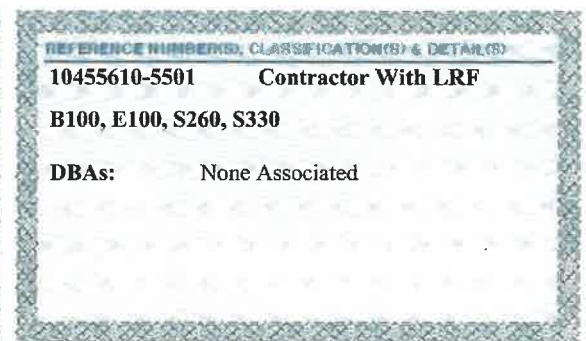 REFERENCE NUMBER(S), CLASSIFICATION(S) & DETAIL(S)
10455610-5501 Contractor With LRF
B100, E100, S260, S330
DBAs: None Associated